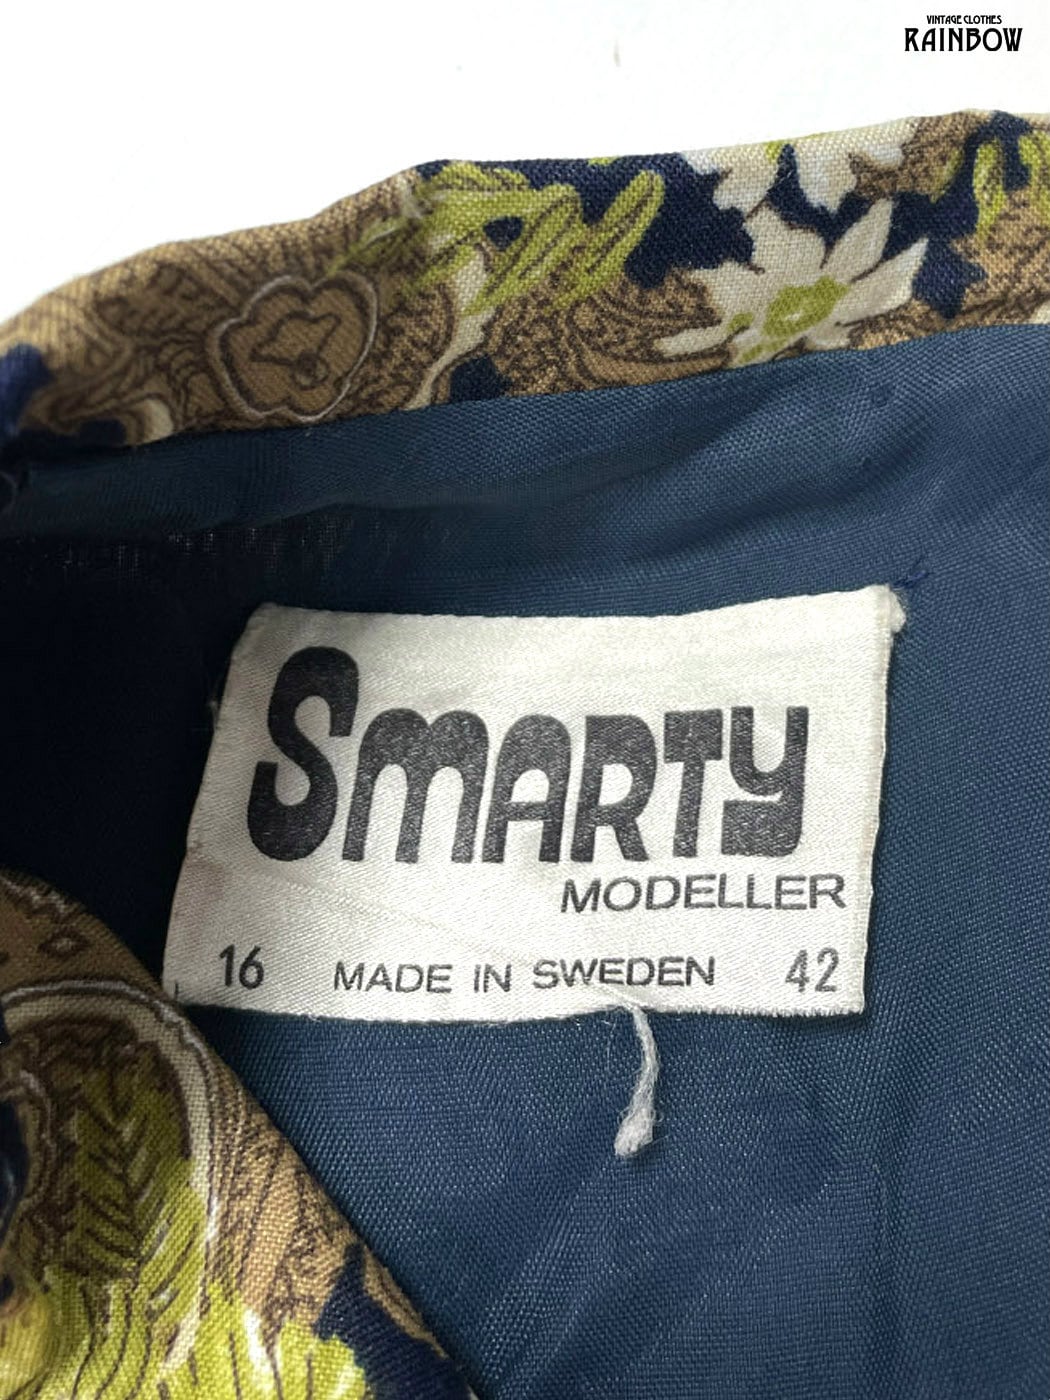 VINTAGE CLOTHES
RAINBOW
SMARTY
MODELLER
16 MADE IN SWEDEN 42